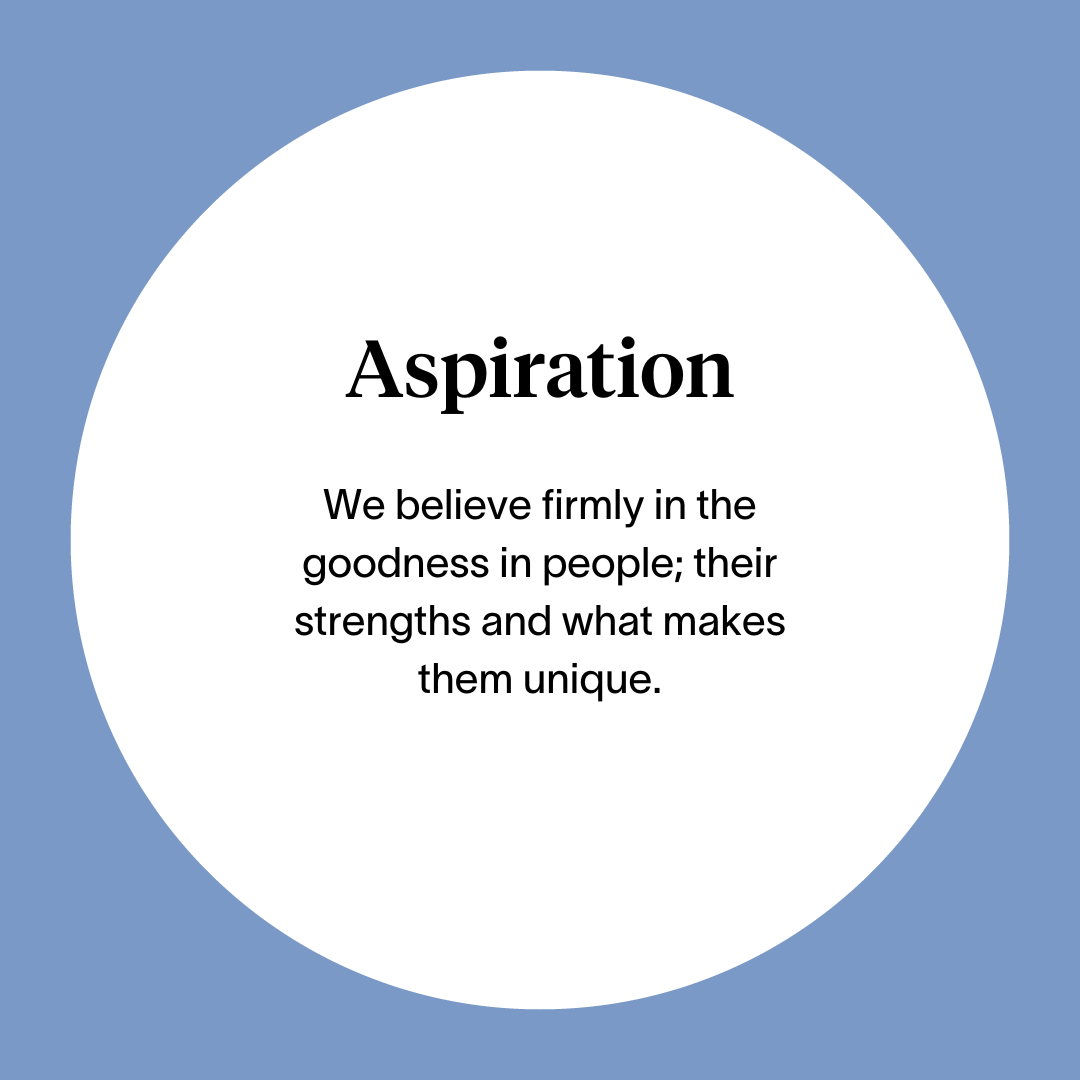 Aspiration
We believe firmly in the
goodness in people; their
strengths and what makes
them unique.